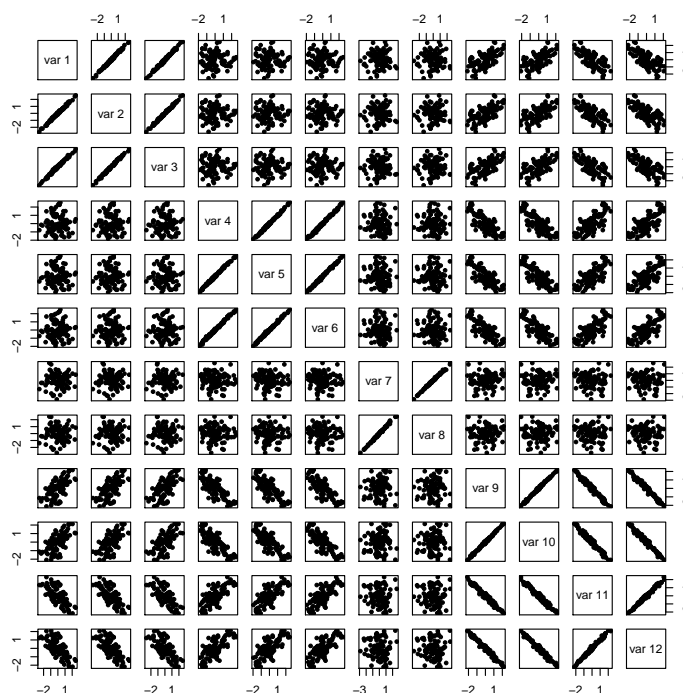 −2 1 −2 1 −2 1 −2 1 −2 1 −2 1
var 1
−2 1 var 2
var 3
−2 1 var 4
var 5
−2 1 var 6
var 7
−2 1 var 8
var 9
−2 1 var 10
var 11
−2 1 var 12
−2 1 −2 1 −2 1 −3 1 −2 1 −2 1